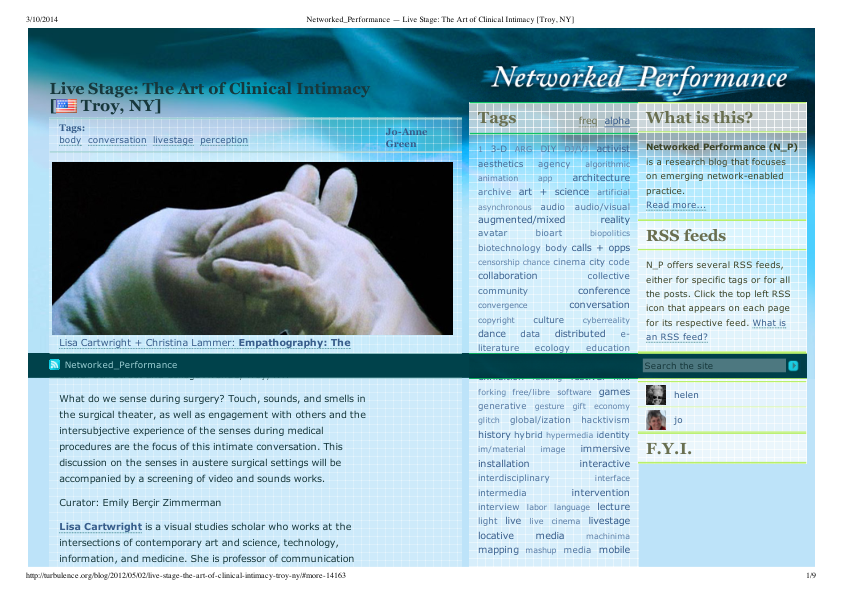 3/10/2014
Networked_Performance — Live Stage: The Art of Clinical Intimacy [Troy, NY]
Networked_Performance
Live Stage: The Art of Clinical Intimacy
[ Troy, NY]
Tags:
body conversation livestage perception
Jo-Anne
Green
Lisa Cartwright + Christina Lammer: Empathography: The
Networked_Performance
What do we sense during surgery? Touch, sounds, and smells in
the surgical theater, as well as engagement with others and the
intersubjective experience of the senses during medical
procedures are the focus of this intimate conversation. This
discussion on the senses in austere surgical settings will be
accompanied by a screening of video and sounds works.
Curator: Emily Berçir Zimmerman
Lisa Cartwright is a visual studies scholar who works at the
intersections of contemporary art and science, technology,
information, and medicine. She is professor of communication
Tags
freq alpha
1 3-D ARG DIY activist
aesthetics agency algorithmic
animation app architecture
archive art + science artificial
asynchronous audio audio/visual
augmented/mixed reality
avatar bioart biopolitics
biotechnology body calls + opps
censorship chance cinema city code
collaboration collective
community conference
convergence conversation
copyright culture cyberreality
dance data distributed e-
literature ecology education
forking free/libre software games
generative gesture gift economy
glitch global/ization hacktivism
history hybrid hypermedia identity
im/material image immersive
installation interactive
interdisciplinary interface
intermedia intervention
interview labor language lecture
light live live cinema livestage
locative media machinima
mapping mashup media mobile
What is this?
Networked Performance (N_P)
is a research blog that focuses
on emerging network-enabled
practice.
Read more...
RSS feeds
N_P offers several RSS feeds,
either for specific tags or for all
the posts. Click the top left RSS
icon that appears on each page
for its respective feed. What is
an RSS feed?
Search the site
helen
jo
F.Y.I.
http://turbulence.org/blog/2012/05/02/live-stage-the-art-of-clinical-intimacy-troy-ny/#more-14163
1/9